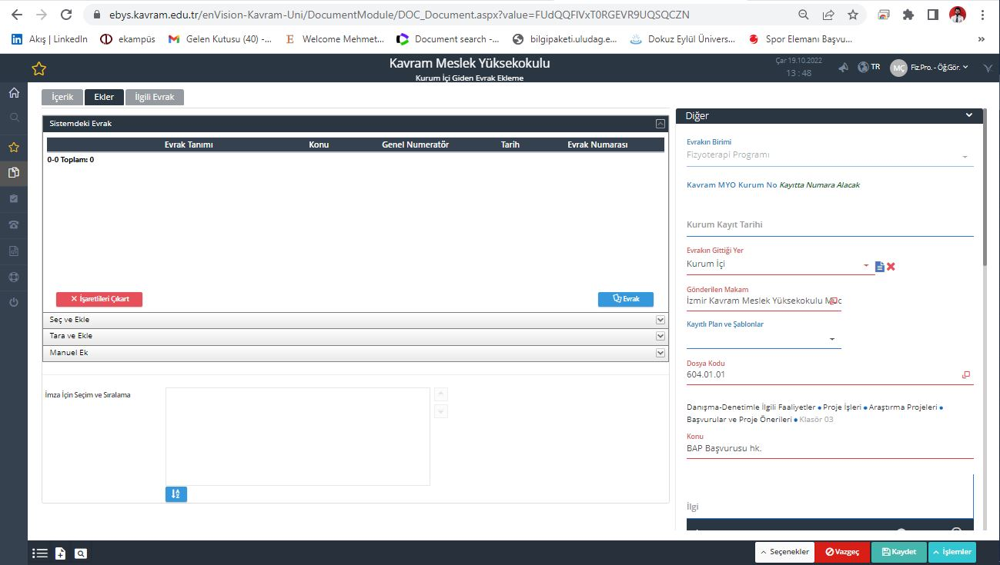 ebys.kavram.edu.tr/enVision-Kavram-Uni/DocumentModule/DOC_Document.aspx?value=FUdQQFlVxT0RGEVR9UQSQCZN
Akış | LinkedIn
ekampüs
Gelen Kutusu (40) -...
Welcome Mehmet...
Document search -...
bilgipaketi.uludag.e...
Dokuz Eylül Ünivers...
Spor Elemanı Başvu...
»
Kavram Meslek Yüksekokulu
Kurum İçi Giden Evrak Ekleme
Çar 19.10.2022
13 : 48
TR
MÇ
Fiz.Pro. - Öğ.Gör.
İçerik
Ekler
İlgili Evrak
Sistemdeki Evrak
Evrak Tanımı Konu Genel Numeratör Tarih Evrak Numarası
0-0 Toplam: 0
İşaretlileri Çıkart
Evrak
Seç ve Ekle
Tara ve Ekle
Manuel Ek
İmza İçin Seçim ve Sıralama
Diğer
Evrakın Birimi
Fizyoterapi Programı
Kavram MYO Kurum No Kayıtta Numara Alacak
Kurum Kayıt Tarihi
Evrakın Gittiği Yer
Kurum İçi
Gönderilen Makam
İzmir Kavram Meslek Yüksekokulu Müd
Kayıtlı Plan ve Şablonlar
Dosya Kodu
604.01.01
Danışma-Denetimle İlgili Faaliyetler ● Proje İşleri ● Araştırma Projeleri ●
Başvurular ve Proje Önerileri ● Klasör 03
Konu
BAP Başvurusu hk.
İlgi
Seçenekler
Vazgeç
Kaydet
İşlemler